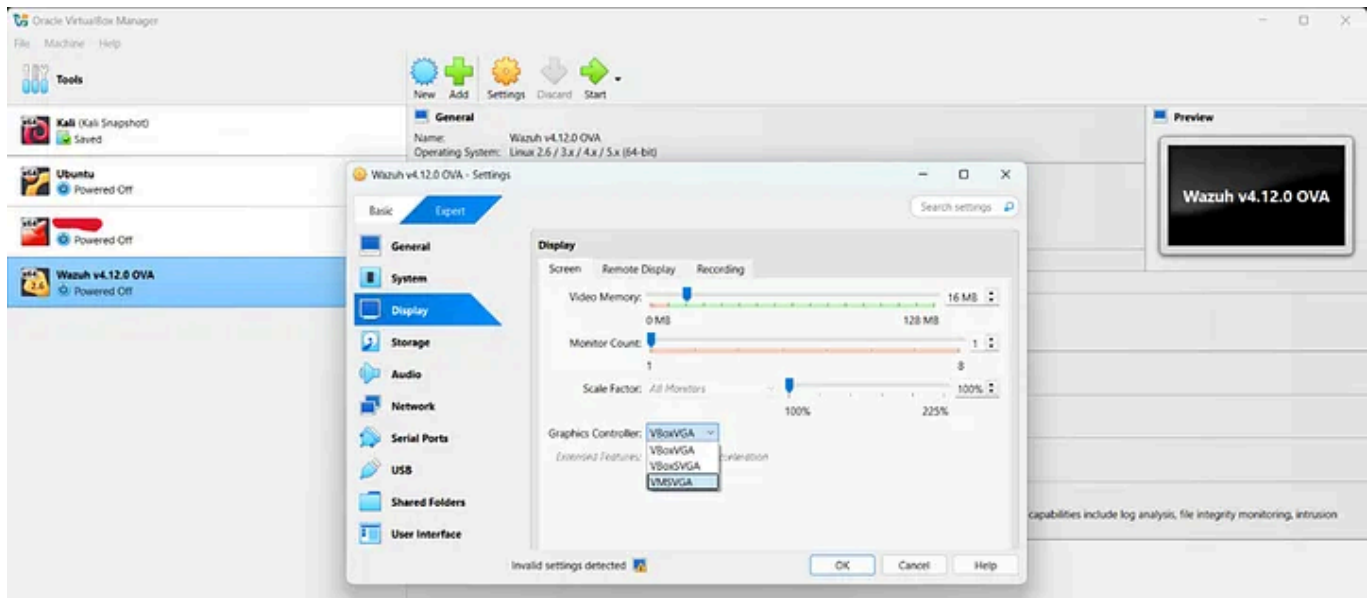 Oracle VirtualBox Manager
File Machine Help
Tools
New Add Settings Discard Start
Kali (Kali Snapshot)
Saved
Ubuntu
Powered Off
Powered Off
Wazuh v4.12.0 OVA
Powered Off
General
Name: Wazuh v4.12.0 OVA
Operating System: Linux 2.6 / 3.x / 4.x / 5.x (64-bit)
Preview
Wazuh v4.12.0 OVA
Wazuh v4.12.0 OVA - Settings
Basic Expert
Search settings
General
System
Display
Storage
Audio
Network
Serial Ports
USB
Shared Folders
User Interface
Display
Screen Remote Display Recording
Video Memory: 16 MB
0 MB 128 MB
Monitor Count: 1
1 8
Scale Factor: All Monitors 100%
100% 225%
Graphics Controller: VBoxVGA
VBoxVGA
Extended Features:
VBoxSVGA
VMSVGA
capabilities include log analysis, file integrity monitoring, intrusion
Invalid settings detected
OK Cancel Help